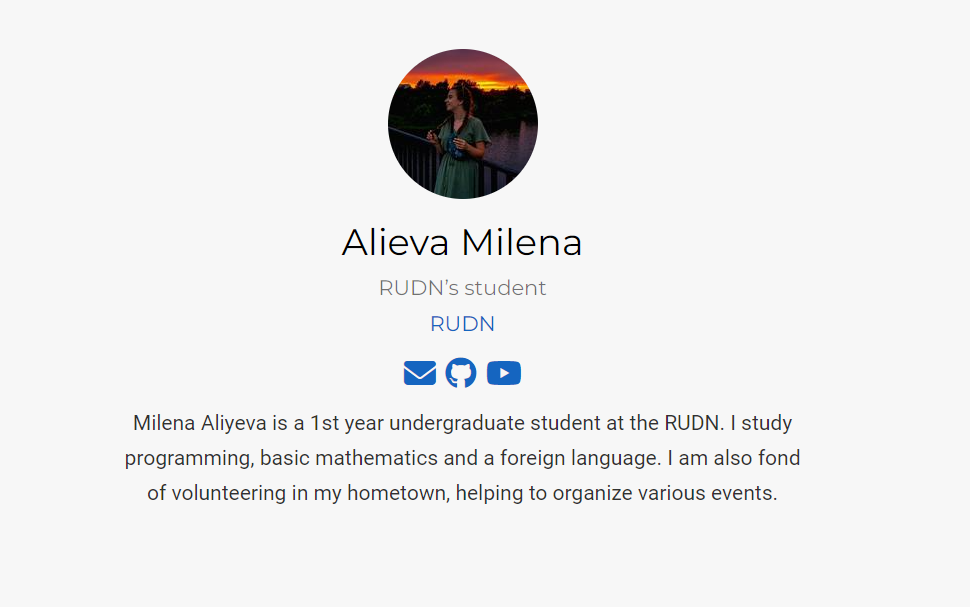 Alieva Milena
RUDN’s student
RUDN
Milena Aliyeva is a 1st year undergraduate student at the RUDN. I study
programming, basic mathematics and a foreign language. I am also fond
of volunteering in my hometown, helping to organize various events.